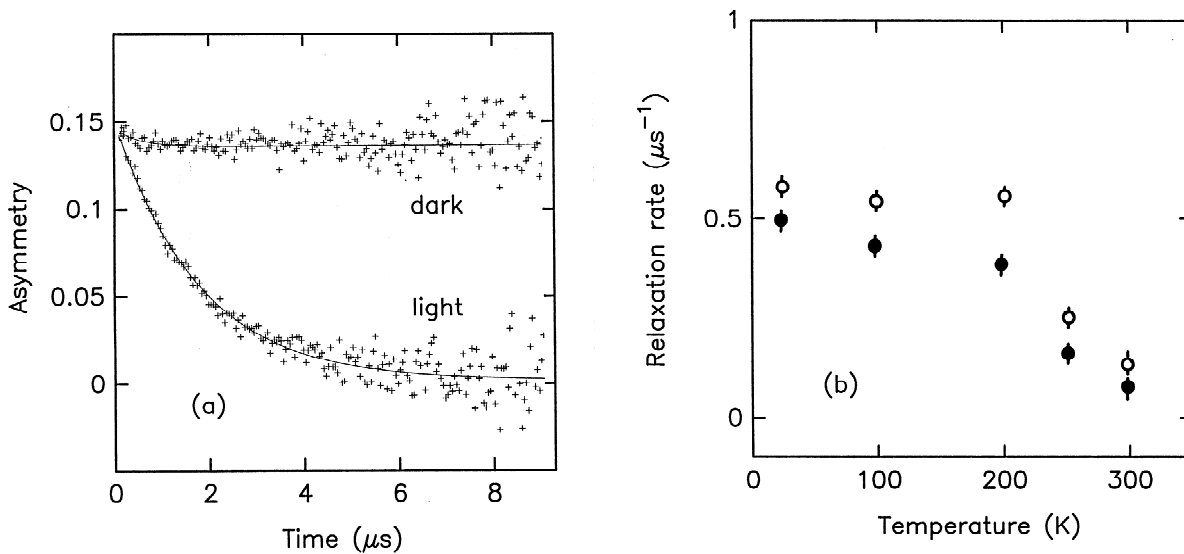 Asymmetry
0.15
0.1
0.05
0
dark
light
(a)
0
2
4
6
8
Time (μs)
Relaxation rate (μs⁻¹)
1
0.5
0
(b)
0
100
200
300
Temperature (K)